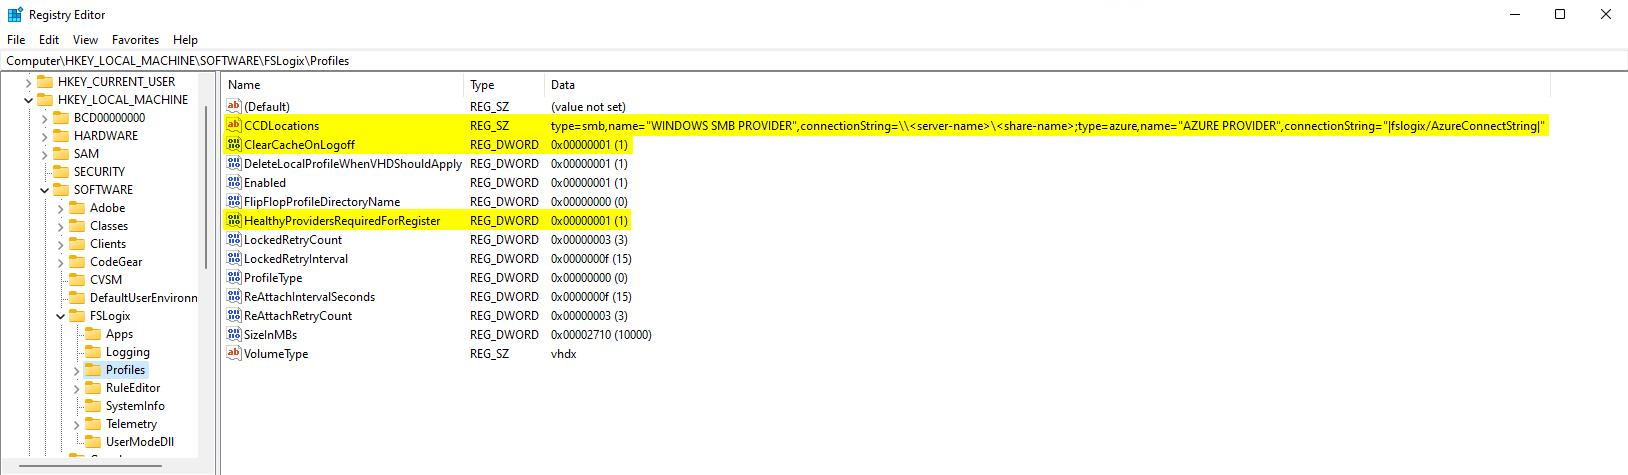 Registry Editor
File Edit View Favorites Help
Computer\HKEY_LOCAL_MACHINE\SOFTWARE\FSLogix\Profiles
HKEY_CURRENT_USER
HKEY_LOCAL_MACHINE
BCD00000000
HARDWARE
SAM
SECURITY
SOFTWARE
Adobe
Classes
Clients
CodeGear
CVSM
DefaultUserEnvironn
FSLogix
Apps
Logging
Profiles
RuleEditor
SystemInfo
Telemetry
UserModeDll
Name Type Data
(Default) REG_SZ (value not set)
CCDLocations REG_SZ type=smb,name="WINDOWS SMB PROVIDER",connectionString=\\<server-name>\<share-name>;type=azure,name="AZURE PROVIDER",connectionString="|fslogix/AzureConnectString|"
ClearCacheOnLogoff REG_DWORD 0x00000001 (1)
DeleteLocalProfileWhenVHDShouldApply REG_DWORD 0x00000001 (1)
Enabled REG_DWORD 0x00000001 (1)
FlipFlopProfileDirectoryName REG_DWORD 0x00000000 (0)
HealthyProvidersRequiredForRegister REG_DWORD 0x00000001 (1)
LockedRetryCount REG_DWORD 0x00000003 (3)
LockedRetryInterval REG_DWORD 0x0000000f (15)
ProfileType REG_DWORD 0x00000000 (0)
ReAttachIntervalSeconds REG_DWORD 0x0000000f (15)
ReAttachRetryCount REG_DWORD 0x00000003 (3)
SizeInMBs REG_DWORD 0x00002710 (10000)
VolumeType REG_SZ vhdx